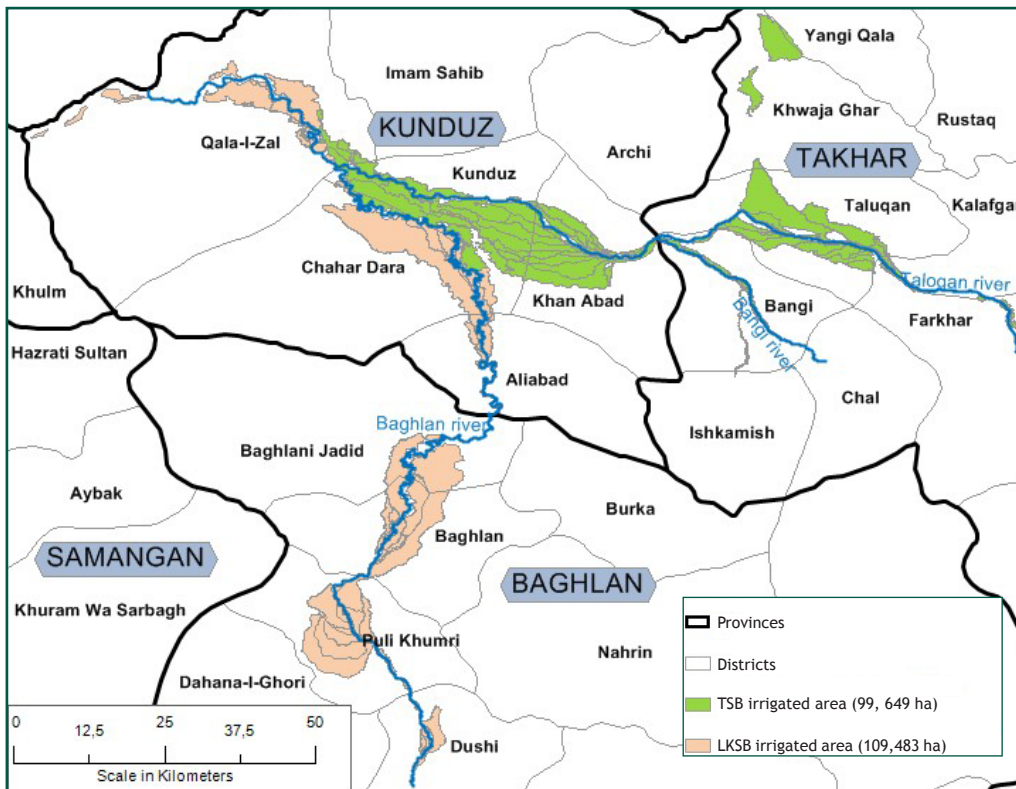 Yangi Qala
Imam Sahib
Khwaja Ghar
Rustaq
KUNDUZ
Qala-I-Zal
Archi
TAKHAR
Kunduz
Taluqan
Kalafgan
Chahar Dara
Khulm
Khan Abad
Bangi
Taloqan river
Farkhar
Bangi river
Hazrati Sultan
Aliabad
Chal
Baghlan river
Ishkamish
Baghlani Jadid
Aybak
Burka
Baghlan
SAMANGAN
BAGHLAN
Khuram Wa Sarbagh
Puli Khumri
Nahrin
Dahana-I-Ghori
Dushi
Provinces
Districts
TSB irrigated area (99, 649 ha)
LKSB irrigated area (109,483 ha)
0 25 50
12,5 37,5
Scale in Kilometers